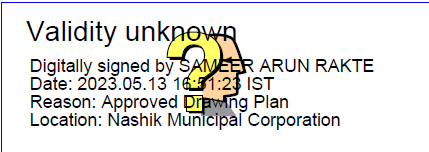 Validity unknown
Digitally signed by SAMEER ARUN RAKTE
Date: 2023.05.13 16:51:23 IST
Reason: Approved Drawing Plan
Location: Nashik Municipal Corporation